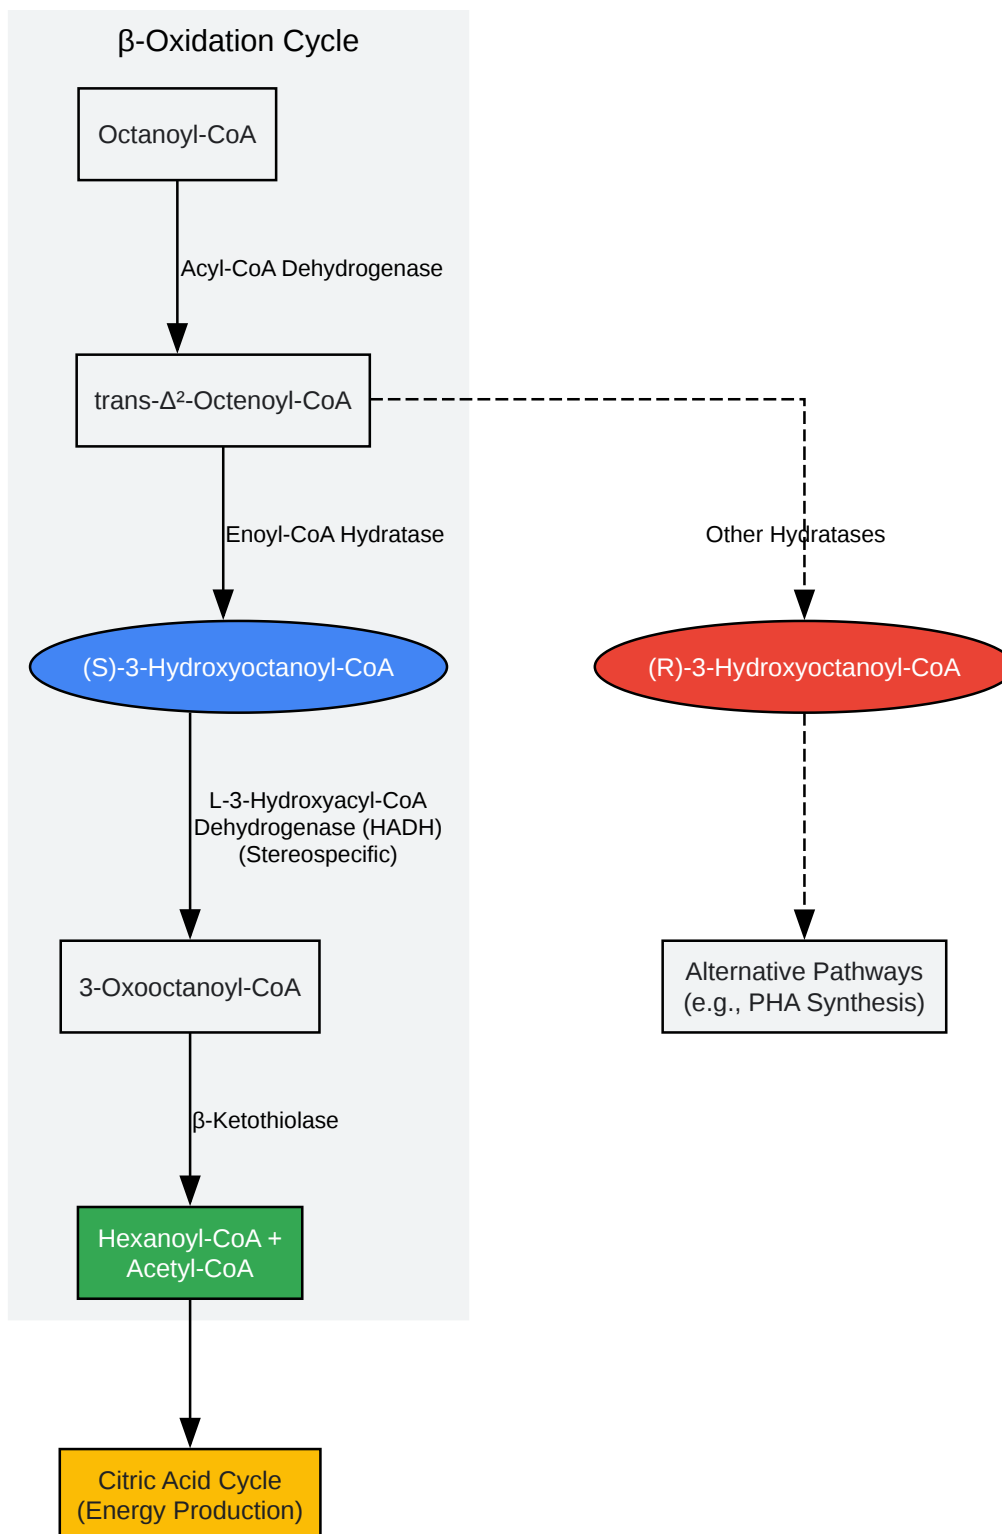 β-Oxidation Cycle
Octanoyl-CoA
Acyl-CoA Dehydrogenase
trans-Δ²-Octenoyl-CoA
Enoyl-CoA Hydratase
Other Hydratases
(S)-3-Hydroxyoctanoyl-CoA
(R)-3-Hydroxyoctanoyl-CoA
L-3-Hydroxyacyl-CoA
Dehydrogenase (HADH)
(Stereospecific)
3-Oxooctanoyl-CoA
Alternative Pathways
(e.g., PHA Synthesis)
β-Ketothiolase
Hexanoyl-CoA +
Acetyl-CoA
Citric Acid Cycle
(Energy Production)